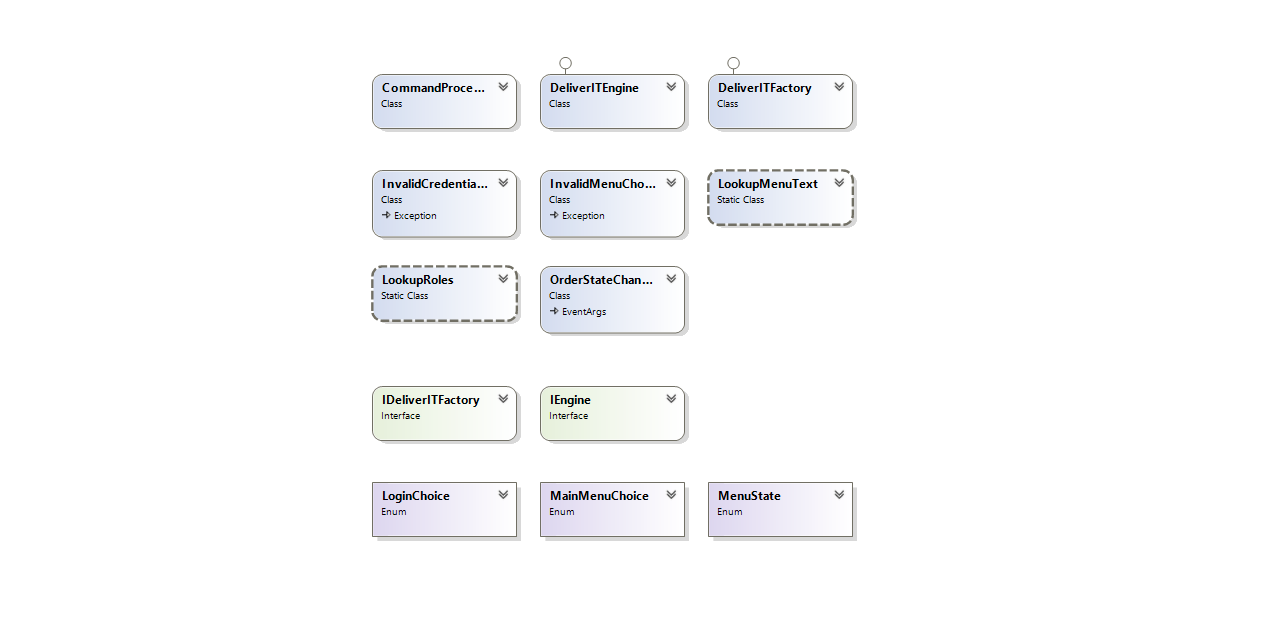 CommandProce...
Class
DeliverITEngine
Class
DeliverITFactory
Class
InvalidCredentia...
Class
Exception
InvalidMenuCho...
Class
Exception
LookupMenuText
Static Class
LookupRoles
Static Class
OrderStateChan...
Class
EventArgs
IDeliverITFactory
Interface
IEngine
Interface
LoginChoice
Enum
MainMenuChoice
Enum
MenuState
Enum